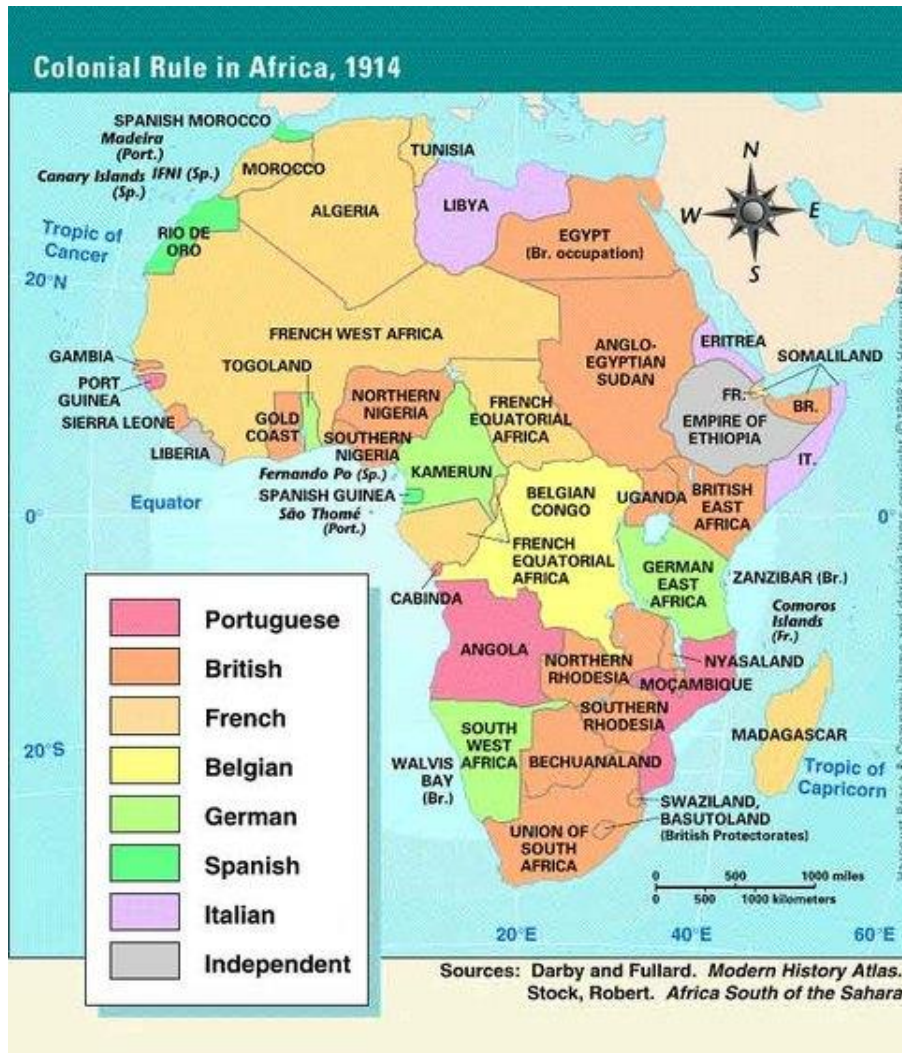 Colonial Rule in Africa, 1914
SPANISH MOROCCO
Madeira
(Port.)
Canary Islands
(Sp.)
IFNI (Sp.)
MOROCCO
TUNISIA
ALGERIA
LIBYA
EGYPT
(Br. occupation)
N
W
E
S
Tropic of
Cancer
RIO DE
ORO
20°N
FRENCH WEST AFRICA
ANGLO-
EGYPTIAN
SUDAN
ERITREA
SOMALILAND
GAMBIA
PORT
GUINEA
SIERRA LEONE
LIBERIA
TOGOLAND
GOLD
COAST
NORTHERN
NIGERIA
SOUTHERN
NIGERIA
FRENCH
EQUATORIAL
AFRICA
FR.
BR.
EMPIRE OF
ETHIOPIA
IT.
Fernando Po (Sp.)
SPANISH GUINEA
São Thomé
(Port.)
KAMERUN
BELGIAN
CONGO
UGANDA
BRITISH
EAST
AFRICA
Equator
0°
0°
FRENCH
EQUATORIAL
AFRICA
GERMAN
EAST
AFRICA
ZANZIBAR (Br.)
Comoros
Islands
(Fr.)
CABINDA
ANGOLA
NORTHERN
RHODESIA
NYASALAND
MOÇAMBIQUE
SOUTHERN
RHODESIA
MADAGASCAR
20°S
SOUTH
WEST
AFRICA
BECHUANALAND
WALVIS
BAY
(Br.)
Tropic of
Capricorn
SWAZILAND,
BASUTOLAND
(British Protectorates)
UNION OF
SOUTH
AFRICA
0 500 1000 miles
0 500 1000 kilometers
20°E
40°E
60°E
Portuguese
British
French
Belgian
German
Spanish
Italian
Independent
Sources: Darby and Fullard. Modern History Atlas.
Stock, Robert. Africa South of the Sahara